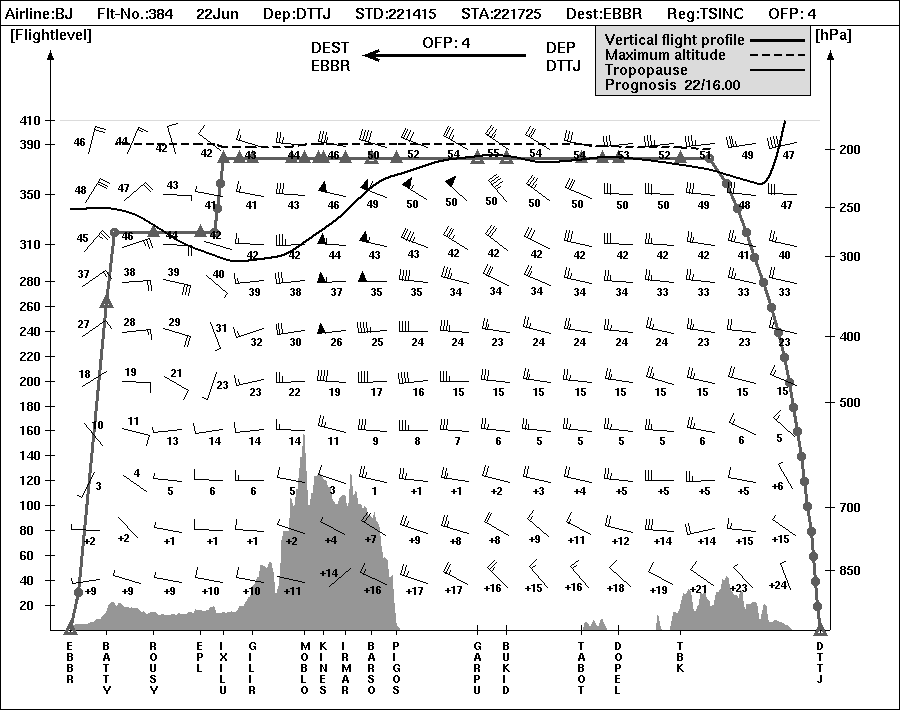 Airline:BJ Flt-No.:384 22Jun Dep:DTTJ STD:221415 STA:221725 Dest:EBBR Reg:TSINC OFP: 4
[Flightlevel] [hPa]
DEST OFP: 4 DEP
EBBR DTTJ
Vertical flight profile
Maximum altitude
Tropopause
Prognosis 22/16.00
410
390 46 44 42 42 43 44 46 50 52 54 55 54 54 53 52 51 49 47 200
350 48 47 43 41 41 43 46 49 50 50 50 50 50 50 50 49 48 47 250
310 45 46 44 42 42 42 44 43 43 42 42 42 42 42 42 42 41 40 300
280 37 38 39 40 39 38 37 35 35 34 34 34 34 34 33 33 33 33
260
240 27 28 29 31 32 30 26 25 24 23 24 24 24 24 24 23 23 23 400
220
200 18 19 21 23 23 22 19 17 16 15 15 15 15 15 15 15 15 15
180 500
160 10 11 13 14 14 14 11 9 8 7 6 5 5 5 5 6 6 5
140
120 3 4 5 6 6 5 3 1 +1 +1 +2 +3 +4 +5 +5 +5 +5 +6
100 700
80 +2 +2 +1 +1 +1 +2 +4 +7 +9 +8 +8 +9 +11 +12 +14 +14 +15 +15
60
40 +9 +9 +9 +10 +10 +11 +14 +16 +17 +17 +16 +15 +16 +18 +19 +21 +23 +24 850
20
EBBR BATTY ROUSY EPL IXILU GILIR MOBLO KINES IRMAR BARSO PIGOS GARPU BUKID TABOT DOPEL TBK DTTJ